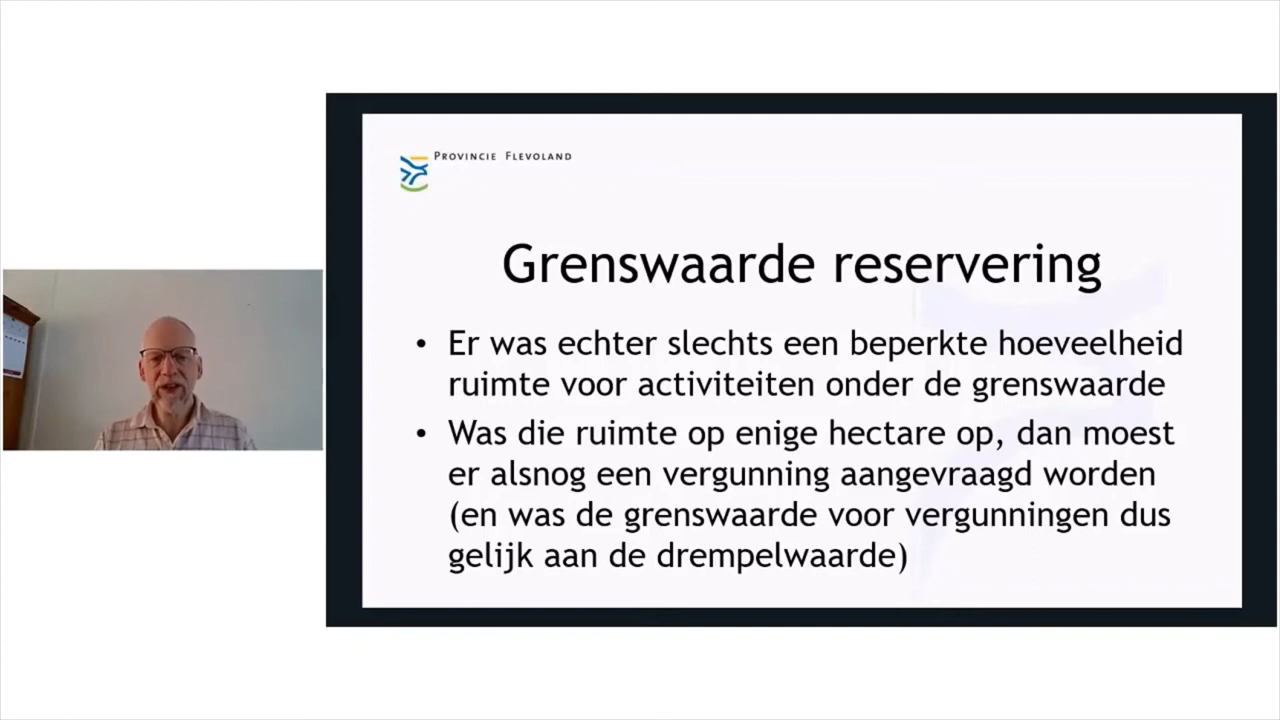 PROVINCIE FLEVOLAND
Grenswaarde reservering
• Er was echter slechts een beperkte hoeveelheid
ruimte voor activiteiten onder de grenswaarde
• Was die ruimte op enige hectare op, dan moest
er alsnog een vergunning aangevraagd worden
(en was de grenswaarde voor vergunningen dus
gelijk aan de drempelwaarde)